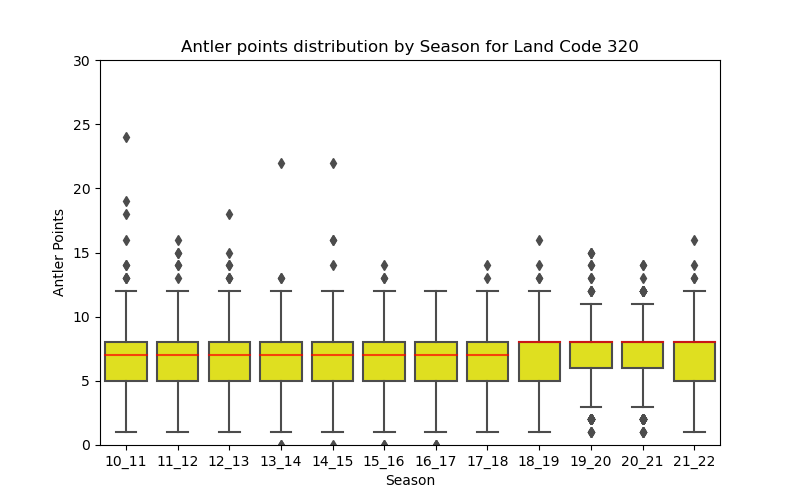 Antler points distribution by Season for Land Code 320
30
25
20
15
10
5
0
Antler Points
10_11 11_12 12_13 13_14 14_15 15_16 16_17 17_18 18_19 19_20 20_21 21_22
Season